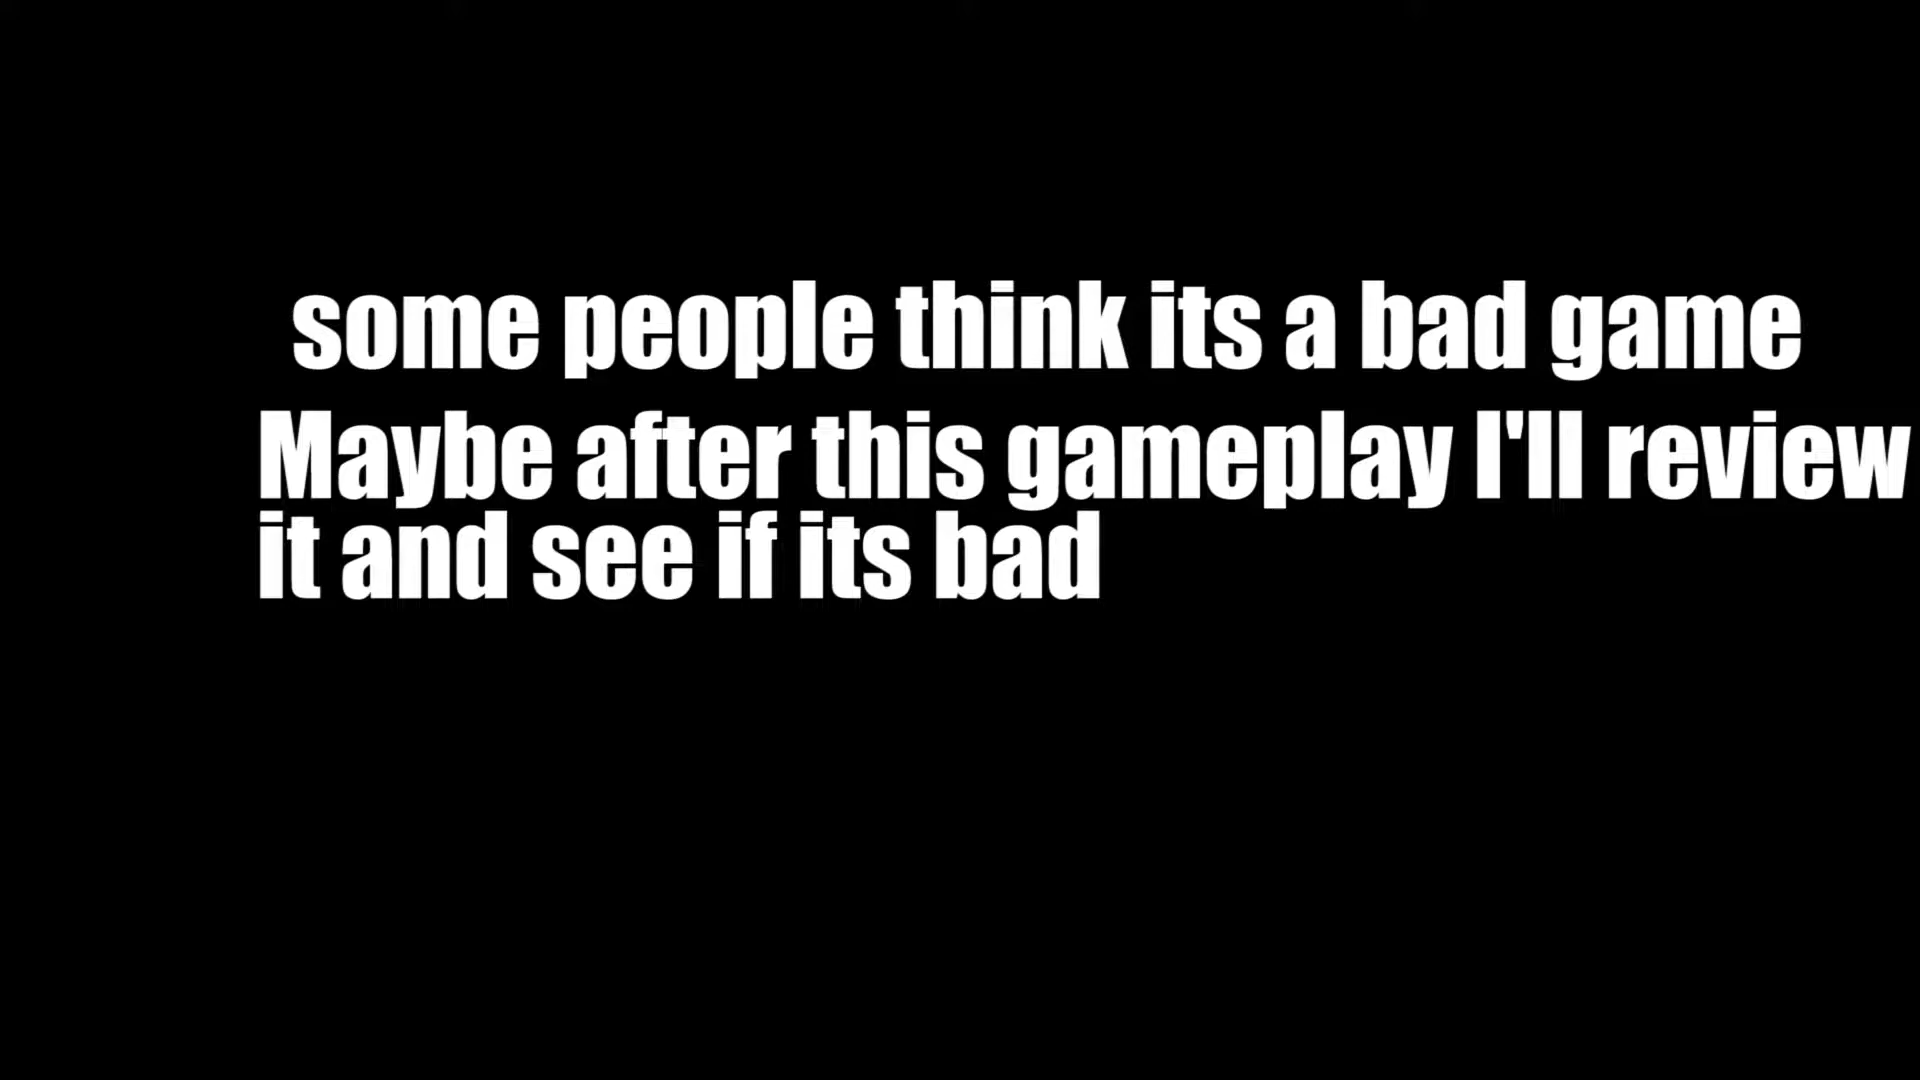 some people think its a bad game
Maybe after this gameplay I'll review
it and see if its bad